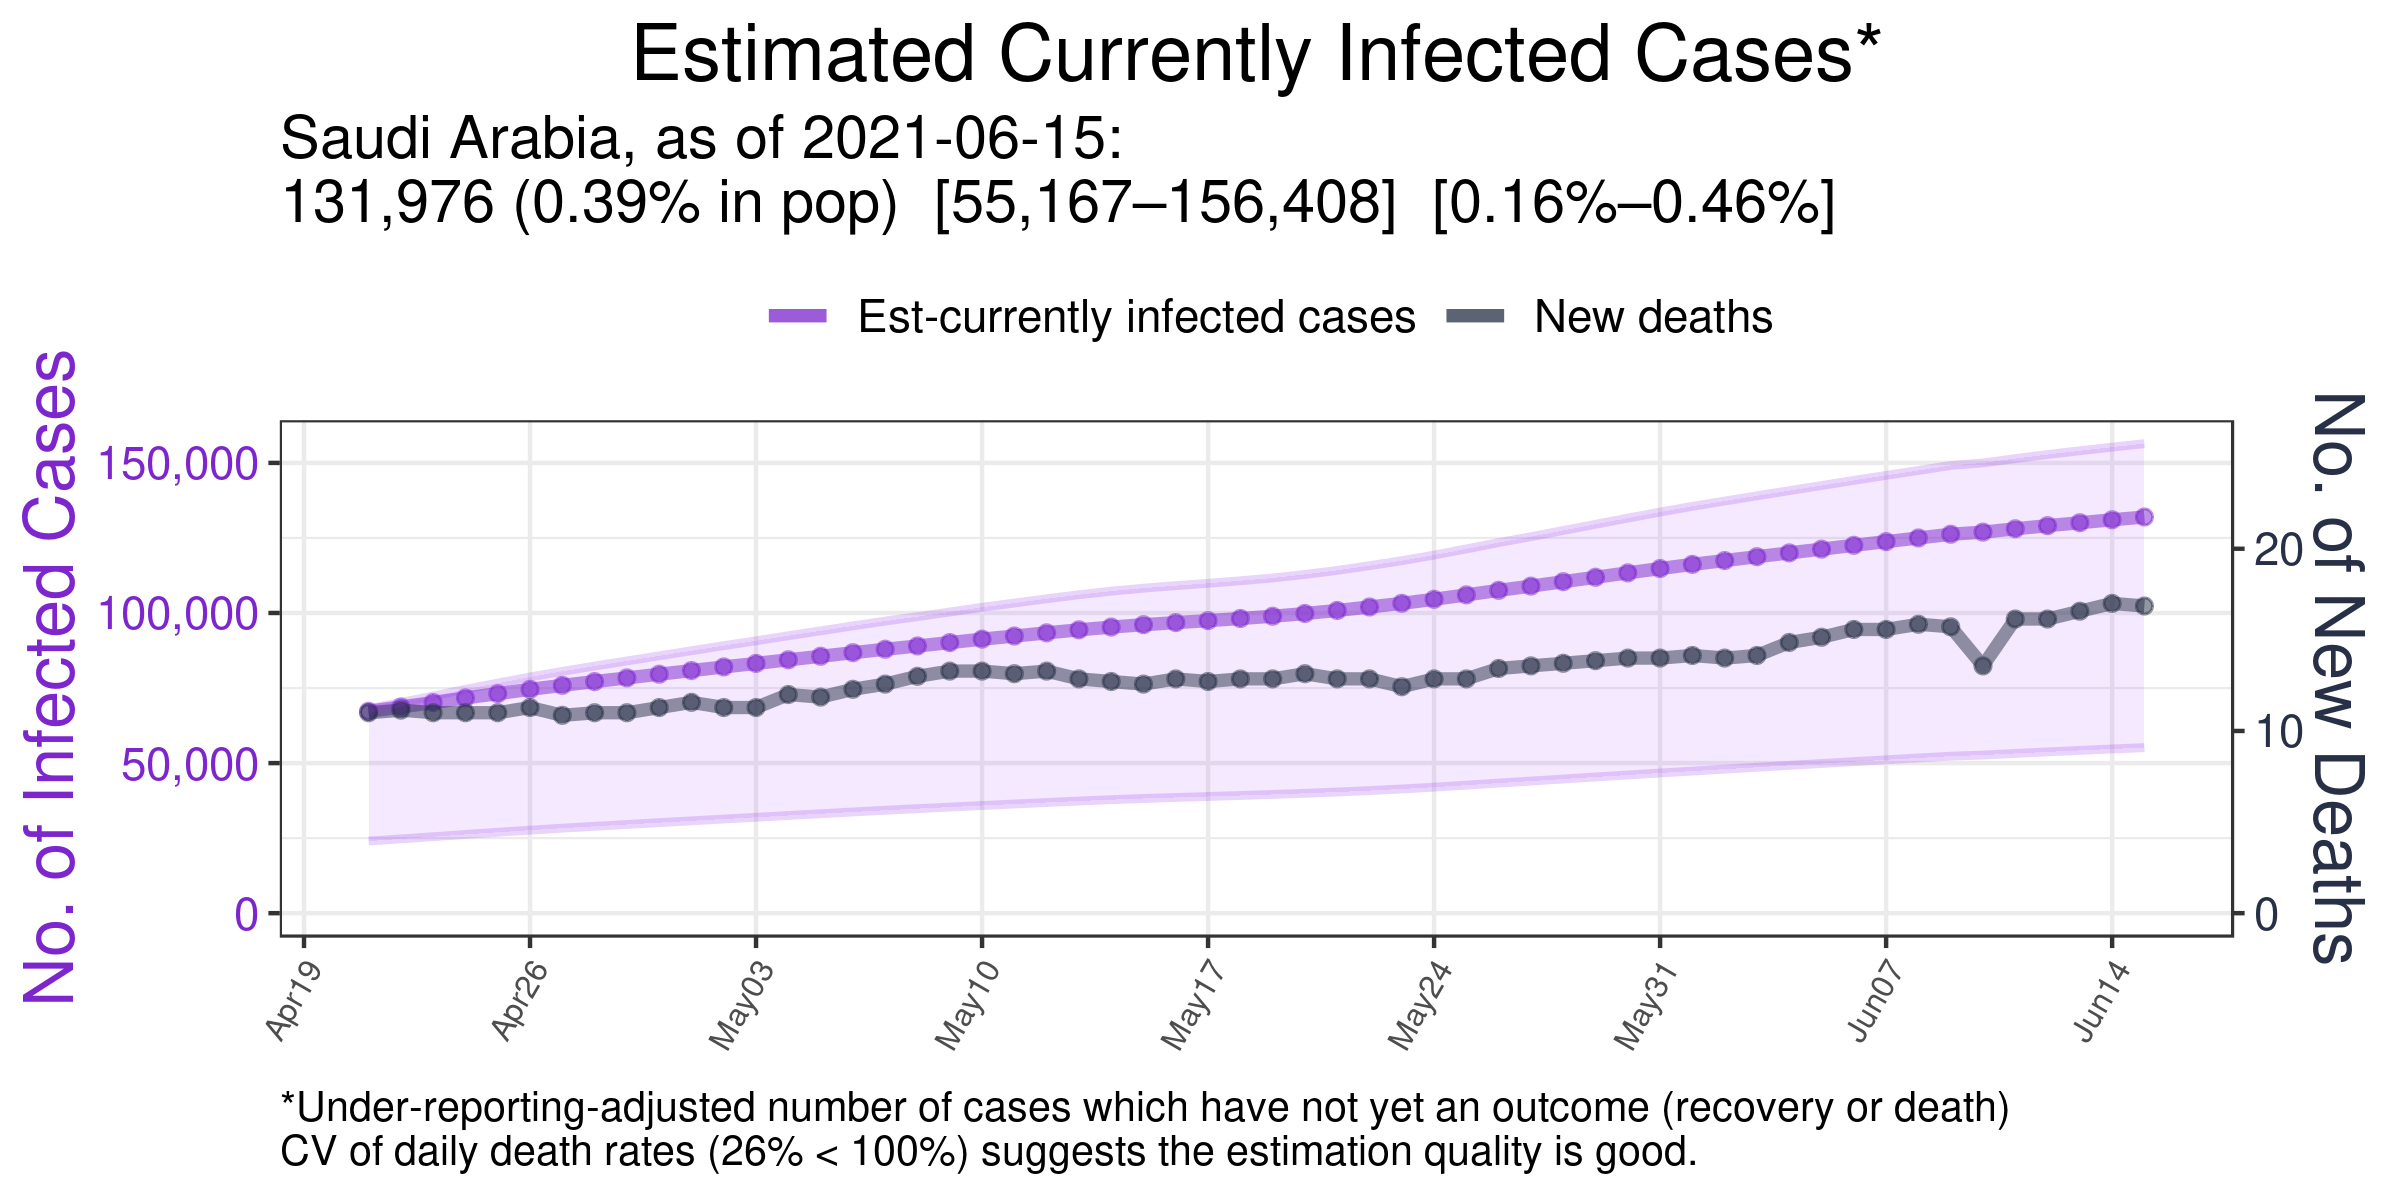 Estimated Currently Infected Cases*
Saudi Arabia, as of 2021-06-15:
131,976 (0.39% in pop)  [55,167–156,408]  [0.16%–0.46%]
Est-currently infected cases
New deaths
No. of Infected Cases
150,000
100,000
50,000
0
No. of New Deaths
20
10
0
Apr19
Apr26
May03
May10
May17
May24
May31
Jun07
Jun14
*Under-reporting-adjusted number of cases which have not yet an outcome (recovery or death)
CV of daily death rates (26% < 100%) suggests the estimation quality is good.